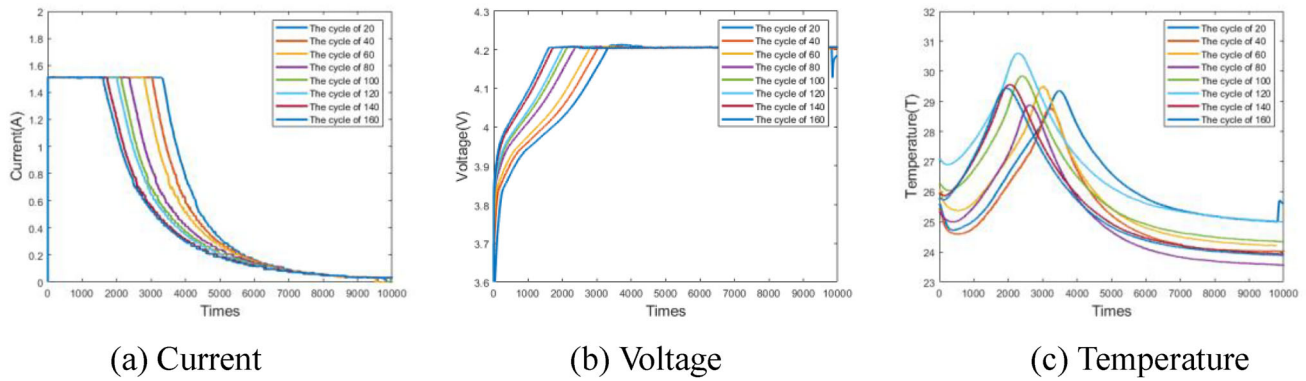 2
1.8
1.6
1.4
1.2
1
0.8
0.6
0.4
0.2
0
Current(A)
0 1000 2000 3000 4000 5000 6000 7000 8000 9000 10000
Times
The cycle of 20
The cycle of 40
The cycle of 60
The cycle of 80
The cycle of 100
The cycle of 120
The cycle of 140
The cycle of 160
(a) Current
4.3
4.2
4.1
4
3.9
3.8
3.7
3.6
Voltage(V)
0 1000 2000 3000 4000 5000 6000 7000 8000 9000 10000
Times
The cycle of 20
The cycle of 40
The cycle of 60
The cycle of 80
The cycle of 100
The cycle of 120
The cycle of 140
The cycle of 160
(b) Voltage
32
31
30
29
28
27
26
25
24
23
Temperature(T)
0 1000 2000 3000 4000 5000 6000 7000 8000 9000 10000
Times
The cycle of 20
The cycle of 40
The cycle of 60
The cycle of 80
The cycle of 100
The cycle of 120
The cycle of 140
The cycle of 160
(c) Temperature